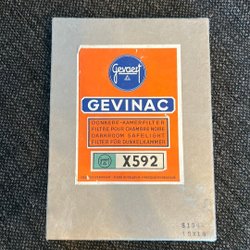 Gevaert
GEVINAC
DONKERE-KAMERFILTER
FILTRE POUR CHAMBRE NOIRE
DARKROOM SAFELIGHT
FILTER FÜR DUNKELKAMMER
X592